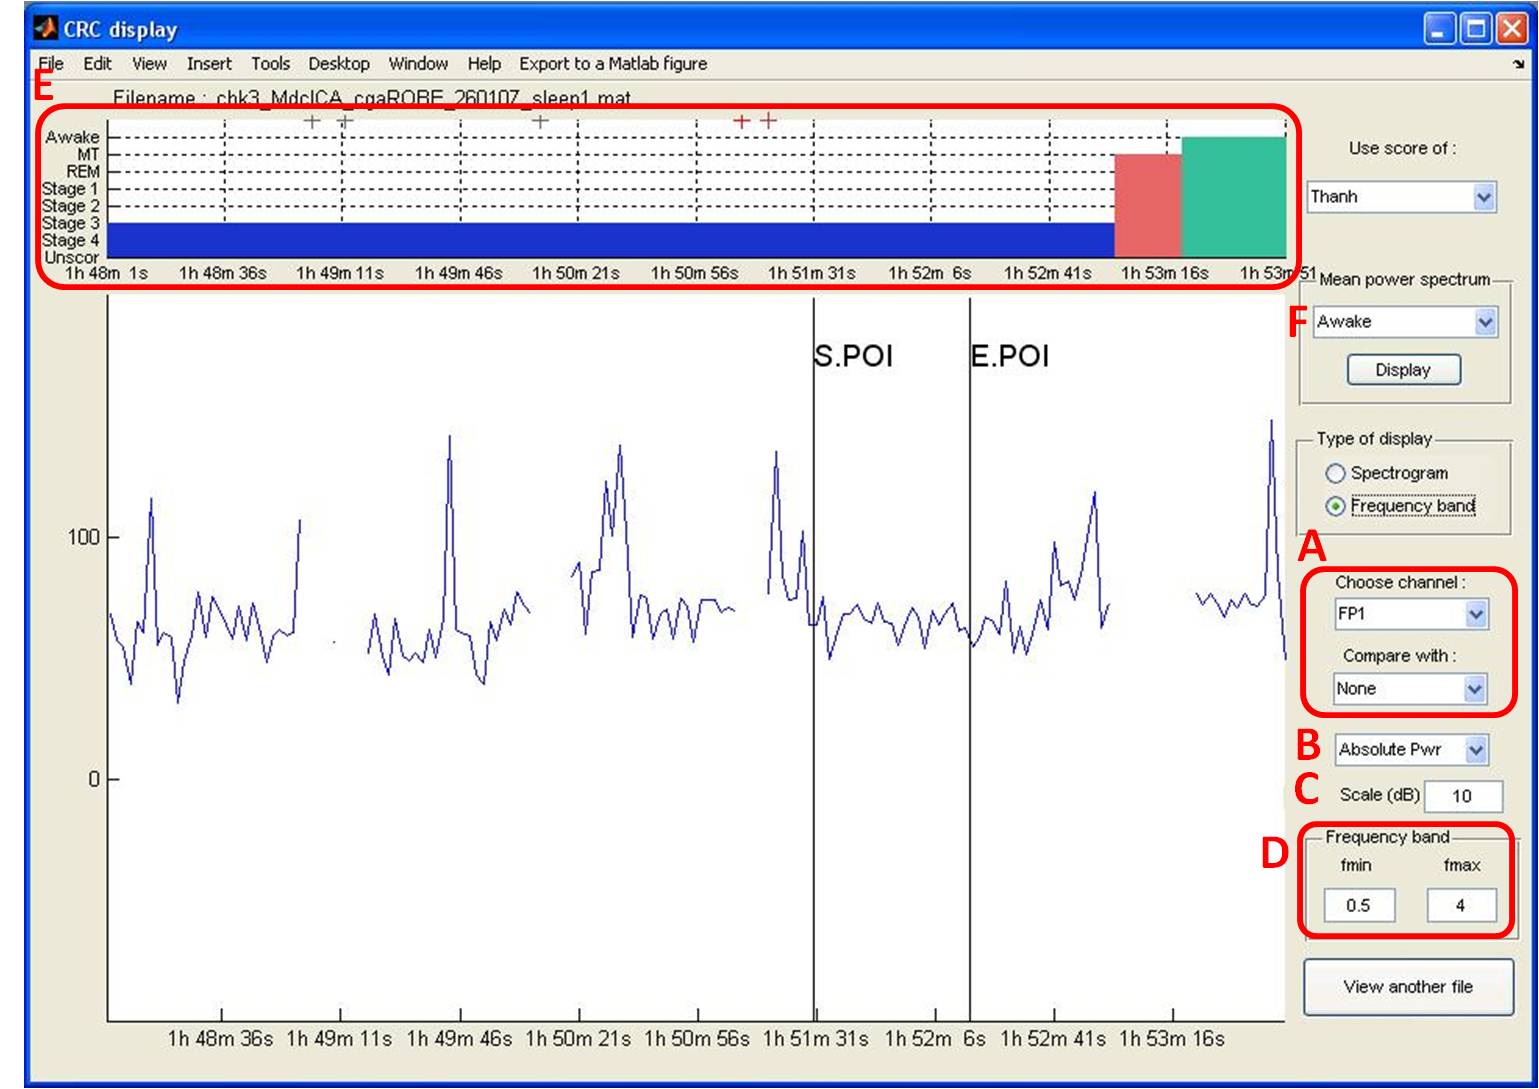 CRC display
File Edit View Insert Tools Desktop Window Help Export to a Matlab figure
E
Filename : chk3_MdcICA_cgaROBE_260107_sleep1.mat
Awake
MT
REM
Stage 1
Stage 2
Stage 3
Stage 4
Unscor
1h 48m 1s 1h 48m 36s 1h 49m 11s 1h 49m 46s 1h 50m 21s 1h 50m 56s 1h 51m 31s 1h 52m 6s 1h 52m 41s 1h 53m 16s 1h 53m 51
S.POI E.POI
100
0
1h 48m 36s 1h 49m 11s 1h 49m 46s 1h 50m 21s 1h 50m 56s 1h 51m 31s 1h 52m 6s 1h 52m 41s 1h 53m 16s
Use score of :
Thanh
Mean power spectrum
F Awake
Display
Type of display
Spectrogram
Frequency band
A
Choose channel :
FP1
Compare with :
None
B Absolute Pwr
C Scale (dB) 10
D Frequency band
fmin fmax
0.5 4
View another file